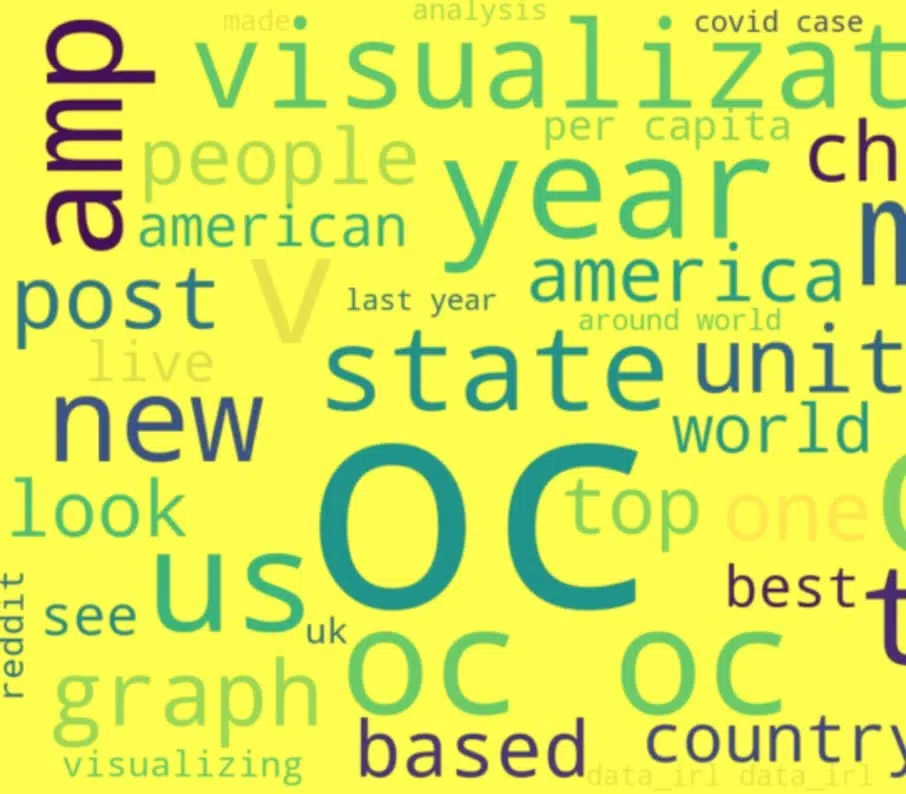 made
analysis
covid case
amp
visualizat
per capita
people
ch
year
american
america
post
v
last year
around world
live
state
unit
new
world
oc
look
top
one
us
best
reddit
see
uk
oc oc
graph
based
country
visualizing
data_irl data_irl